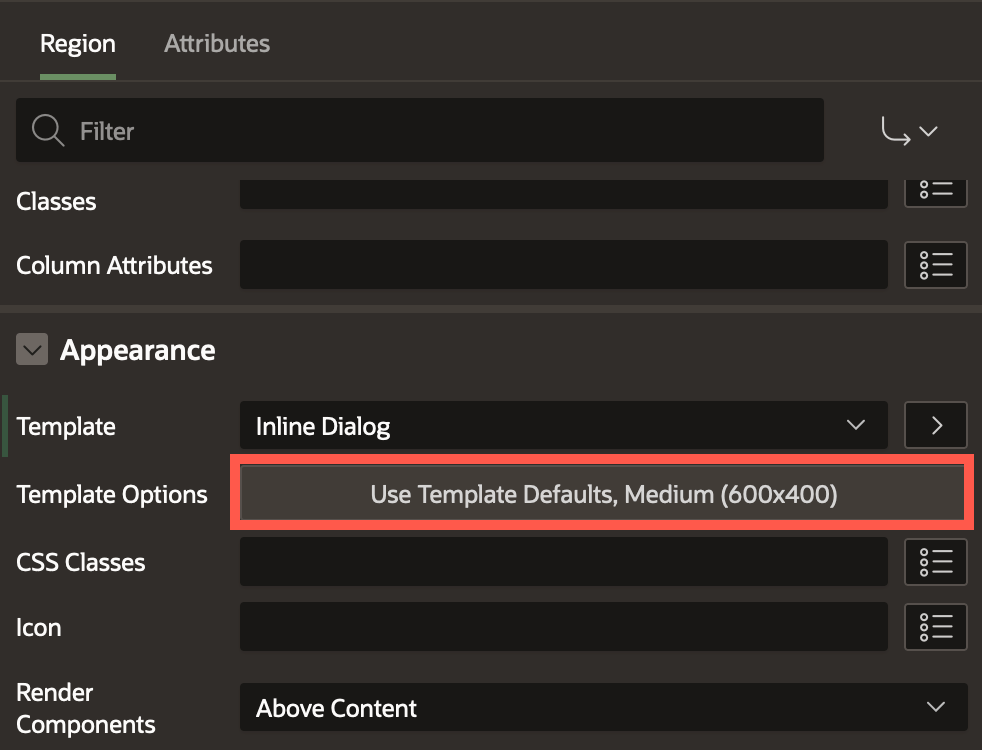 Region Attributes
Filter
Classes
Column Attributes
Appearance
Template Inline Dialog
Template Options Use Template Defaults, Medium (600x400)
CSS Classes
Icon
Render
Components Above Content